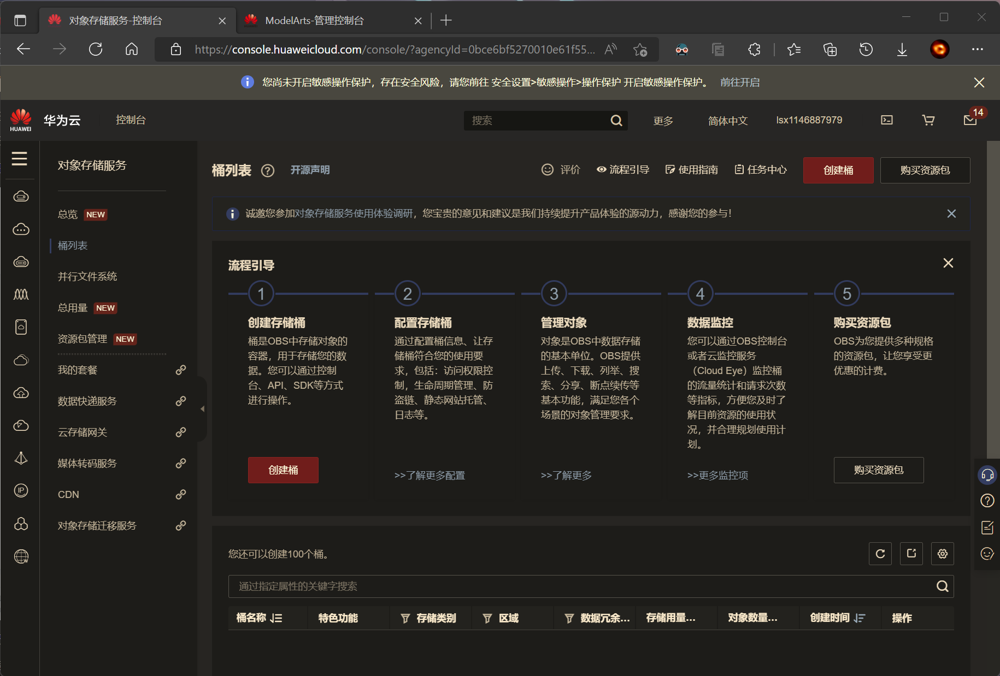 对象存储服务-控制台
ModelArts-管理控制台
https://console.huaweicloud.com/console/?agencyId=0bce6bf5270010e61f55...
您尚未开启敏感操作保护，存在安全风险，请您前往 安全设置>敏感操作>操作保护 开启敏感操作保护。 前往开启
HUAWEI
华为云
控制台
搜索
更多
简体中文
lsx1146887979
14
对象存储服务
总览 NEW
桶列表
并行文件系统
总用量 NEW
资源包管理 NEW
我的套餐
数据快递服务
云存储网关
媒体转码服务
CDN
对象存储迁移服务
IP
W
桶列表 ? 开源声明
评价
流程引导
使用指南
任务中心
创建桶
购买资源包
诚邀您参加对象存储服务使用体验调研，您宝贵的意见和建议是我们持续提升产品体验的源动力，感谢您的参与！
流程引导
1
创建存储桶
桶是OBS中存储对象的
容器，用于存储您的数
据。您可以通过控制
台、API、SDK等方式
进行操作。
创建桶
2
配置存储桶
通过配置桶信息、让存
储桶符合您的使用要
求，包括：访问权限控
制，生命周期管理、防
盗链、静态网站托管、
日志等。
>>了解更多配置
3
管理对象
对象是OBS中数据存储
的基本单位。OBS提供
上传、下载、列举、搜
索、分享、断点续传等
基本功能，满足您各个
场景的对象管理要求。
>>了解更多
4
数据监控
您可以通过OBS控制台
或者云监控服务
（Cloud Eye）监控桶
的流量统计和请求次数
等指标，方便您及时了
解目前资源的使用状
况，并合理规划使用计
划。
>>更多监控项
5
购买资源包
OBS为您提供多种规格
的资源包，让您享受更
优惠的计费。
购买资源包
您还可以创建100个桶。
通过指定属性的关键字搜索
桶名称
特色功能
存储类别
区域
数据冗余...
存储用量...
对象数量...
创建时间
操作